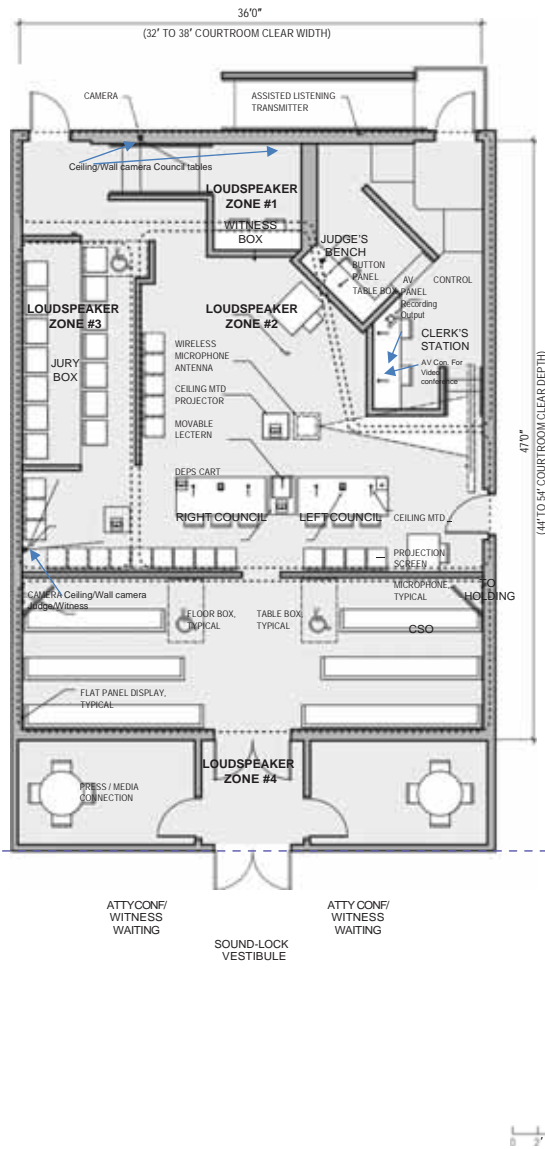 36'0"
(32' TO 38' COURTROOM CLEAR WIDTH)
CAMERA
ASSISTED LISTENING
TRANSMITTER
Ceiling/Wall camera Council tables
LOUDSPEAKER
ZONE #1
WITNESS
BOX
JUDGE'S
BENCH
BUTTON
PANEL
TABLE BOX
AV CONTROL
PANEL
Recording
Output
LOUDSPEAKER
ZONE #3
LOUDSPEAKER
ZONE #2
CLERK'S
STATION
WIRELESS
MICROPHONE
ANTENNA
AV Con. For
Video
conference
JURY
BOX
CEILING MTD
PROJECTOR
MOVABLE
LECTERN
47'0"
(44' TO 54' COURTROOM CLEAR DEPTH)
DEPS CART
RIGHT COUNCIL
LEFT COUNCIL
CEILING MTD
PROJECTION
SCREEN
MICROPHONE,
TYPICAL
TO
HOLDING
CAMERA Ceiling/Wall camera
Judge/Witness
FLOOR BOX,
TYPICAL
TABLE BOX,
TYPICAL
CSO
FLAT PANEL DISPLAY,
TYPICAL
LOUDSPEAKER
ZONE #4
PRESS / MEDIA
CONNECTION
ATTY CONF/
WITNESS
WAITING
ATTY CONF/
WITNESS
WAITING
SOUND-LOCK
VESTIBULE
0 2'